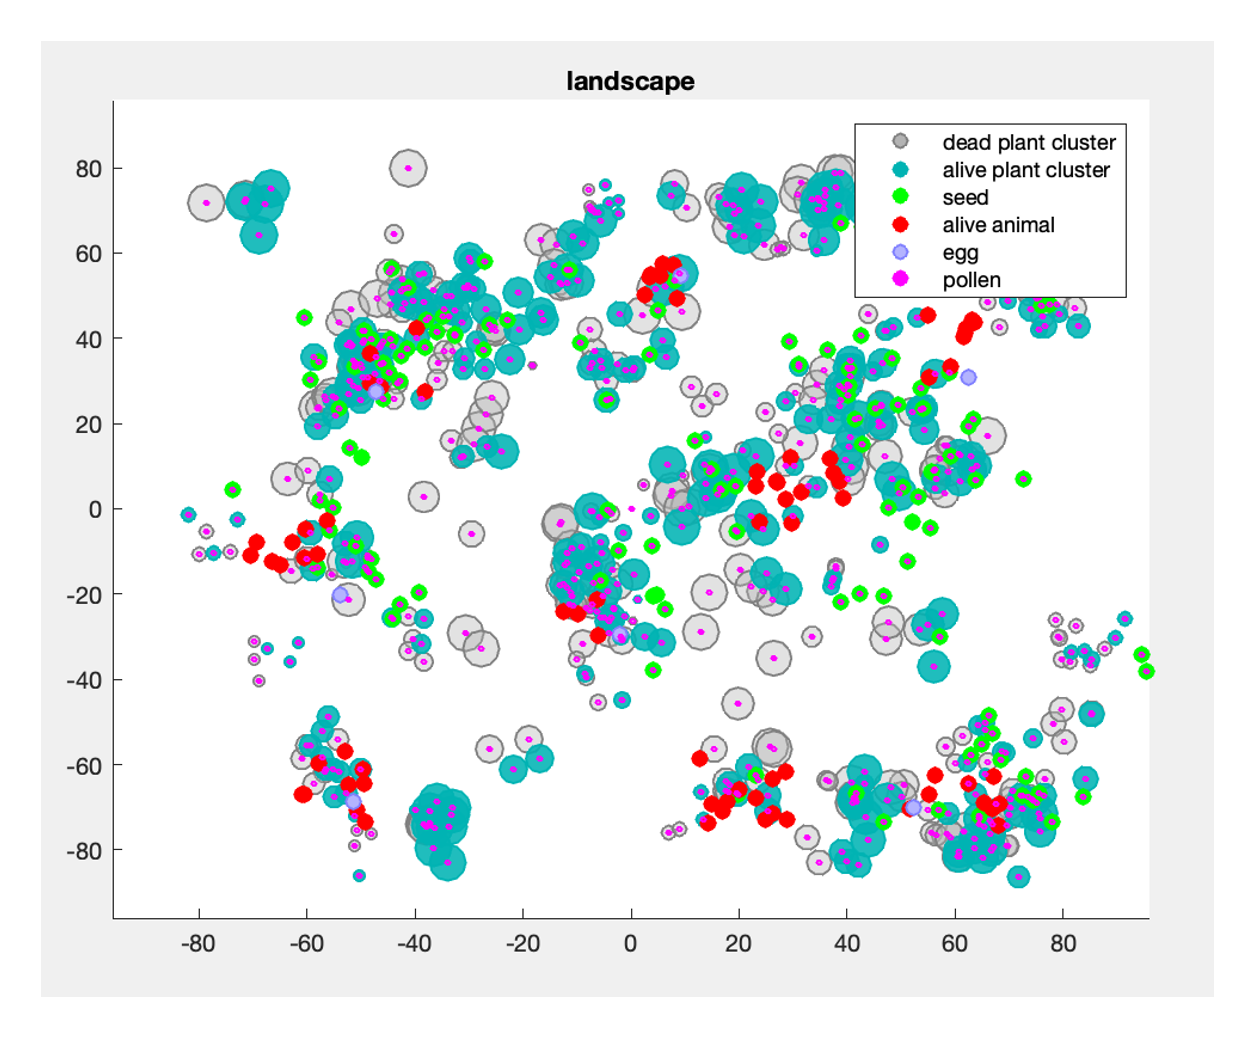 landscape
dead plant cluster
alive plant cluster
seed
alive animal
egg
pollen
80
60
40
20
0
-20
-40
-60
-80
-80 -60 -40 -20 0 20 40 60 80